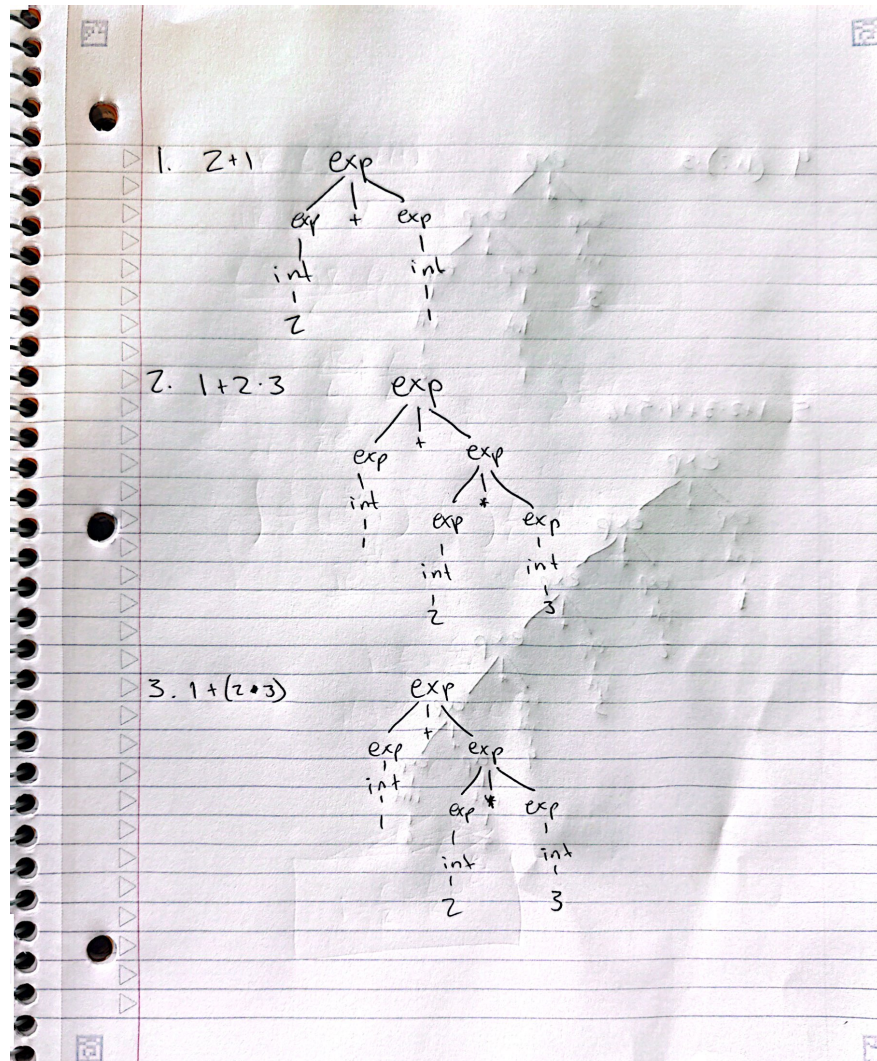 1. 2+1 exp
exp + exp
int int
2 1
2. 1+2·3 exp
exp + exp
int exp * exp
1 int int
2 3
3. 1+(2·3) exp
exp + exp
int exp * exp
1 int int
2 3